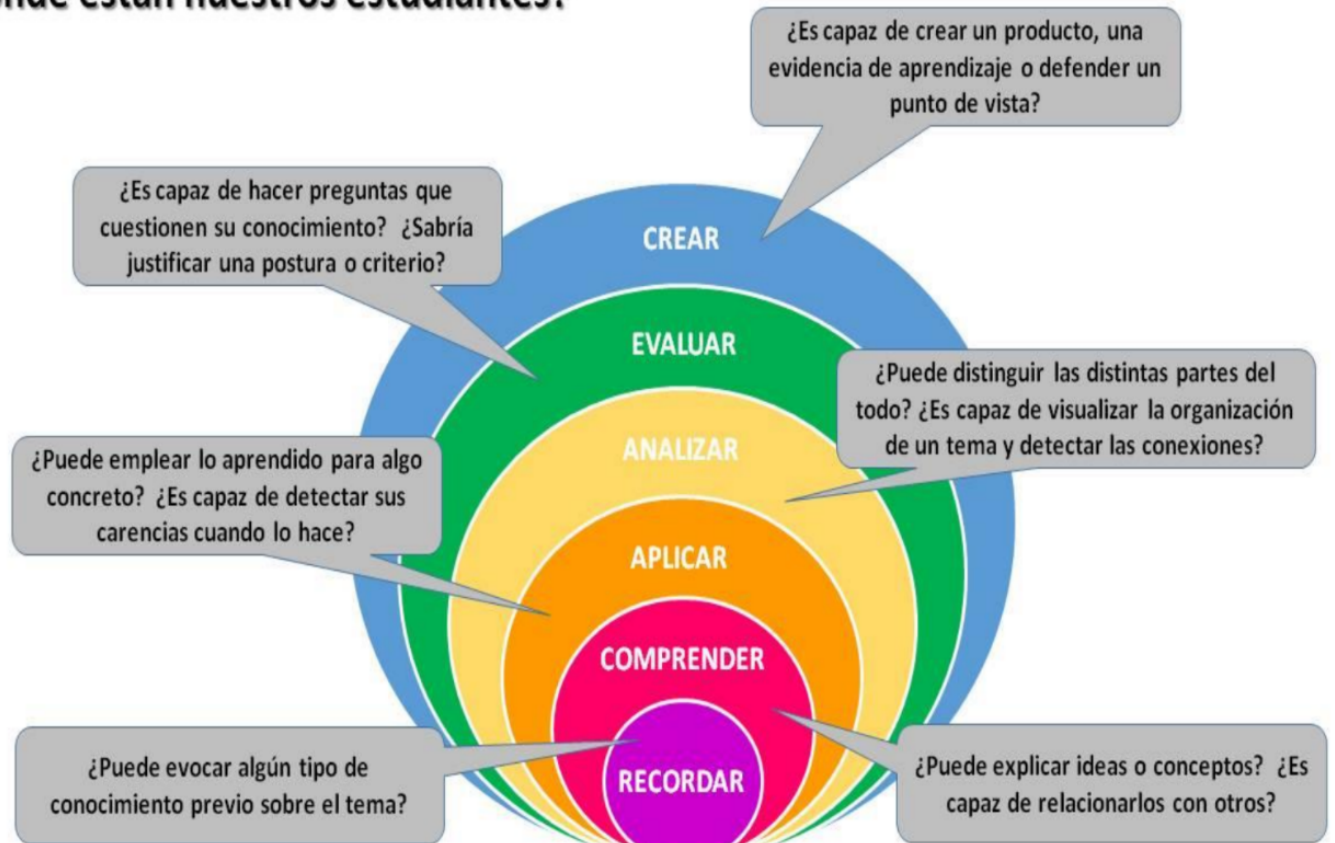 nde están nuestros estudiantes?
¿Es capaz de crear un producto, una
evidencia de aprendizaje o defender un
punto de vista?
¿Es capaz de hacer preguntas que
cuestionen su conocimiento? ¿Sabría
justificar una postura o criterio?
CREAR
EVALUAR
¿Puede distinguir las distintas partes del
todo? ¿Es capaz de visualizar la organización
de un tema y detectar las conexiones?
ANALIZAR
¿Puede emplear lo aprendido para algo
concreto? ¿Es capaz de detectar sus
carencias cuando lo hace?
APLICAR
COMPRENDER
¿Puede evocar algún tipo de
conocimiento previo sobre el tema?
RECORDAR
¿Puede explicar ideas o conceptos? ¿Es
capaz de relacionarlos con otros?